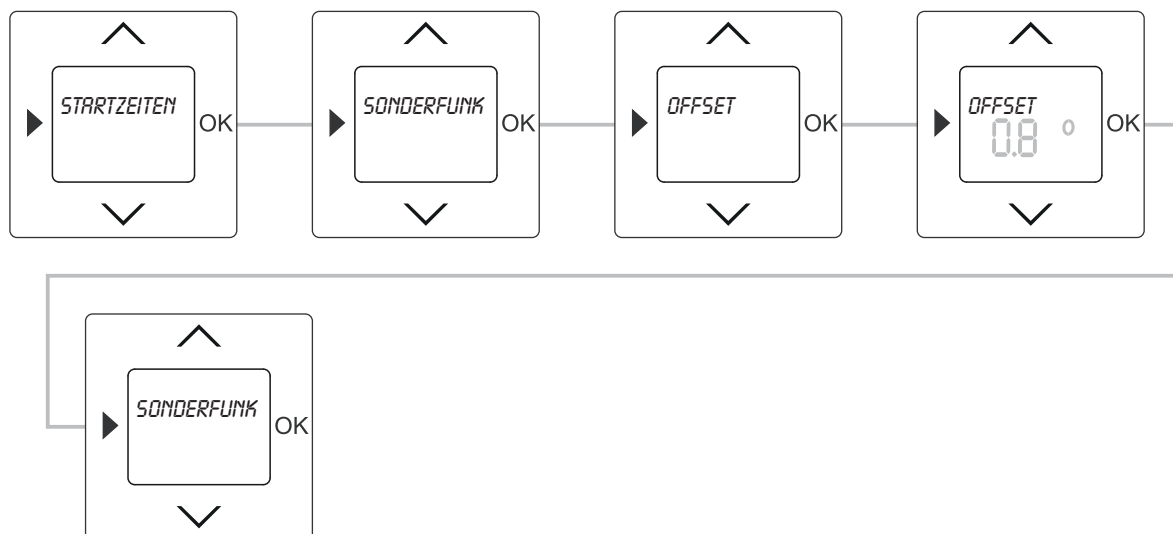 STARTZEITEN
OK
SONDERFUNK
OK
OFFSET
OK
OFFSET
0.8 °
OK
SONDERFUNK
OK